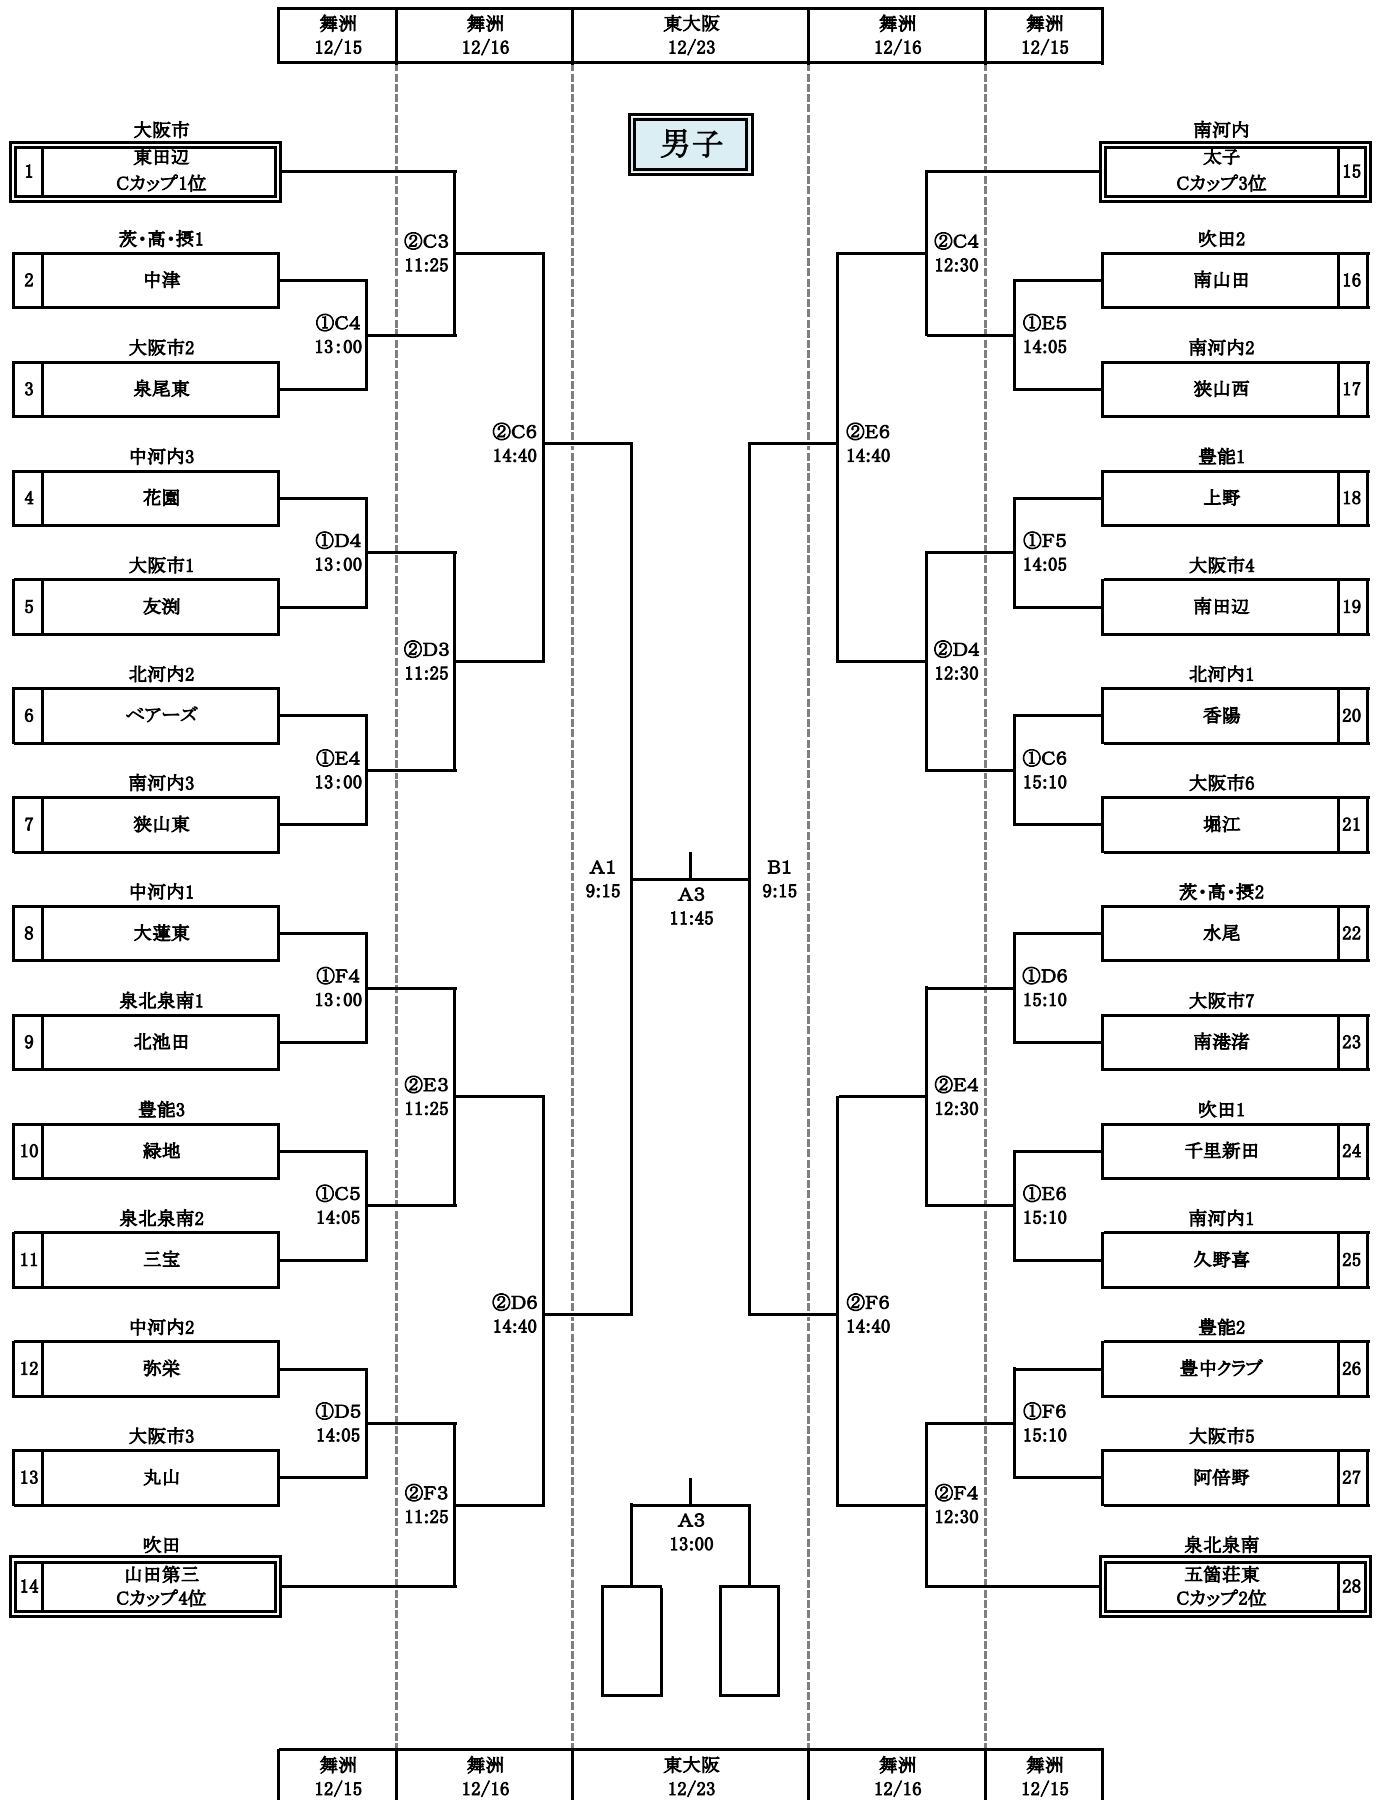 舞洲 舞洲 東大阪 舞洲 舞洲
12/15 12/16 12/23 12/16 12/15
男子
大阪市
1 東田辺
Cカップ1位
茨・高・摂1
2 中津
大阪市2
3 泉尾東
中河内3
4 花園
大阪市1
5 友渕
北河内2
6 ベアーズ
南河内3
7 狭山東
中河内1
8 大蓮東
泉北泉南1
9 北池田
豊能3
10 緑地
泉北泉南2
11 三宝
中河内2
12 弥栄
大阪市3
13 丸山
吹田
14 山田第三
Cカップ4位
①C4
13:00
①D4
13:00
①E4
13:00
①F4
13:00
①C5
14:05
①D5
14:05
②C3
11:25
②D3
11:25
②E3
11:25
②F3
11:25
②C6
14:40
②D6
14:40
A1
9:15
A3
11:45
B1
9:15
A3
13:00
②E6
14:40
②F6
14:40
②C4
12:30
②D4
12:30
②E4
12:30
②F4
12:30
①E5
14:05
①F5
14:05
①C6
15:10
①D6
15:10
①E6
15:10
①F6
15:10
南河内
太子 15
Cカップ3位
吹田2
南山田 16
南河内2
狭山西 17
豊能1
上野 18
大阪市4
南田辺 19
北河内1
香陽 20
大阪市6
堀江 21
茨・高・摂2
水尾 22
大阪市7
南港渚 23
吹田1
千里新田 24
南河内1
久野喜 25
豊能2
豊中クラブ 26
大阪市5
阿倍野 27
泉北泉南
五箇荘東 28
Cカップ2位
舞洲 舞洲 東大阪 舞洲 舞洲
12/15 12/16 12/23 12/16 12/15